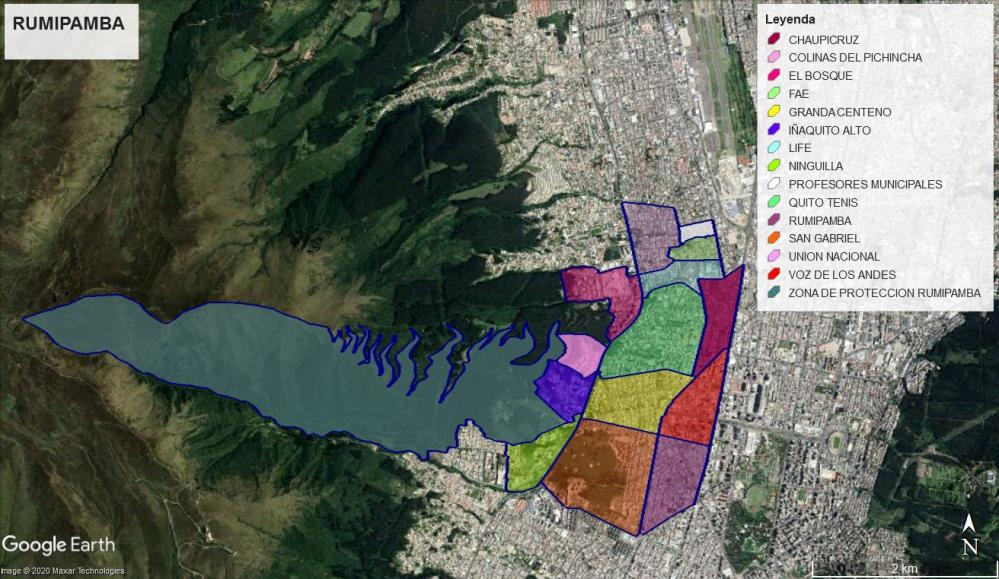 RUMIPAMBA
Leyenda
CHAUPICRUZ
COLINAS DEL PICHINCHA
EL BOSQUE
FAE
GRANDA CENTENO
IÑAQUITO ALTO
LIFE
NINGUILLA
PROFESORES MUNICIPALES
QUITO TENIS
RUMIPAMBA
SAN GABRIEL
UNION NACIONAL
VOZ DE LOS ANDES
ZONA DE PROTECCION RUMIPAMBA
N
Google Earth
2 km
Image © 2020 Maxar Technologies